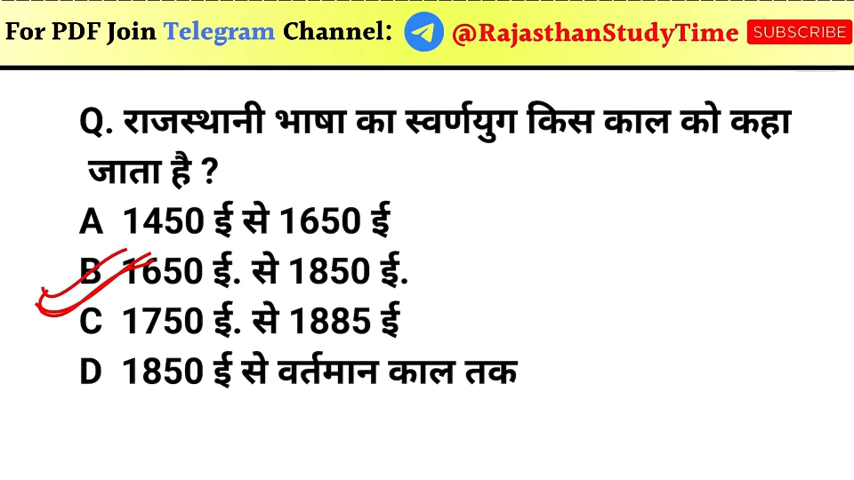 For PDF Join Telegram Channel: @RajasthanStudyTime SUBSCRIBE
Q. राजस्थानी भाषा का स्वर्णयुग किस काल को कहा
जाता है ?
A 1450 ई से 1650 ई
B 1650 ई. से 1850 ई.
C 1750 ई. से 1885 ई
D 1850 ई से वर्तमान काल तक